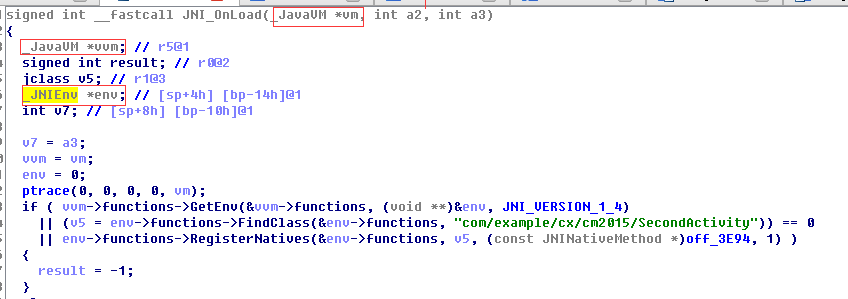 signed int __fastcall JNI_OnLoad(_JavaVM *vm, int a2, int a3)
{
_JavaVM *vvm; // r5@1
signed int result; // r0@2
jclass v5; // r1@3
_JNIEnv *env; // [sp+4h] [bp-14h]@1
int v7; // [sp+8h] [bp-10h]@1
v7 = a3;
vvm = vm;
env = 0;
ptrace(0, 0, 0, 0, vm);
if ( vvm->functions->GetEnv(&vvm->functions, (void **)&env, JNI_VERSION_1_4)
|| (v5 = env->functions->FindClass(&env->functions, "com/example/cx/cm2015/SecondActivity")) == 0
|| env->functions->RegisterNatives(&env->functions, v5, (const JNINativeMethod *)off_3E94, 1) )
{
result = -1;
}